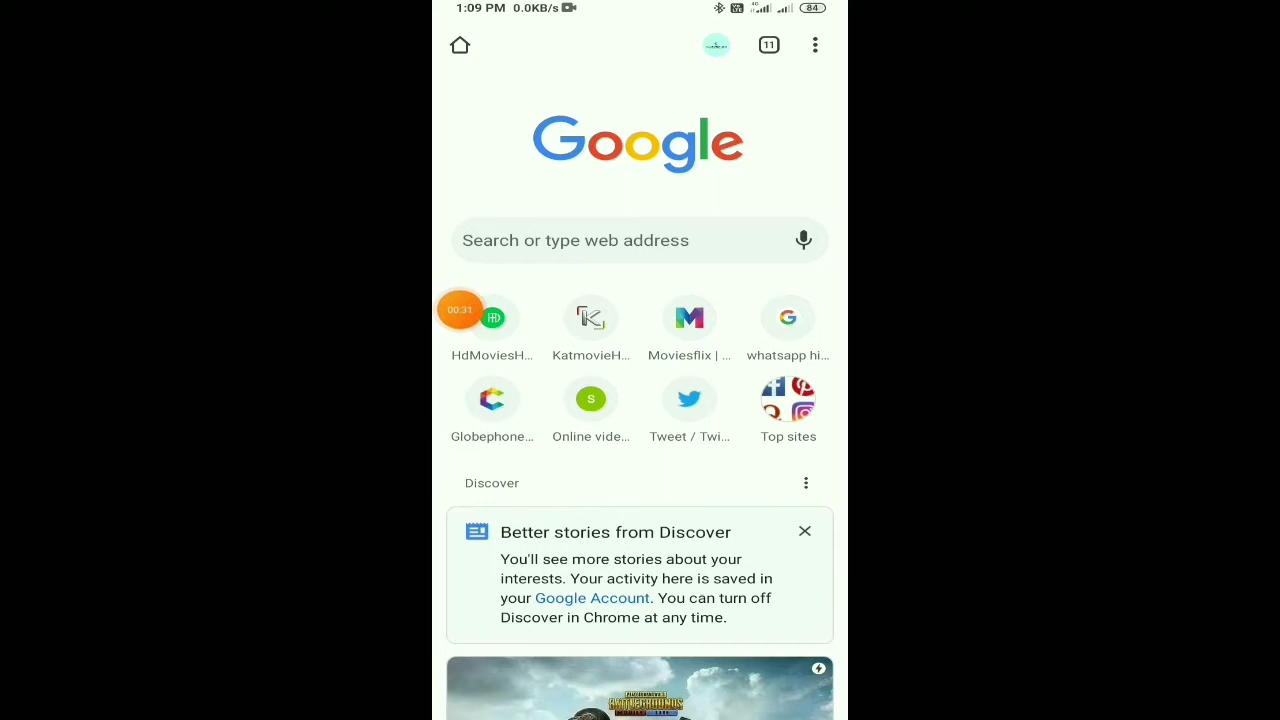 1:09 PM 0.0KB/s 4G 84
11
Google
Search or type web address
00:31
HdMoviesH... KatmovieH... Moviesflix | ... whatsapp hi...
S
Globephone... Online vide... Tweet / Twi... Top sites
Discover
Better stories from Discover
You'll see more stories about your
interests. Your activity here is saved in
your Google Account. You can turn off
Discover in Chrome at any time.
BATTLEGROUNDS